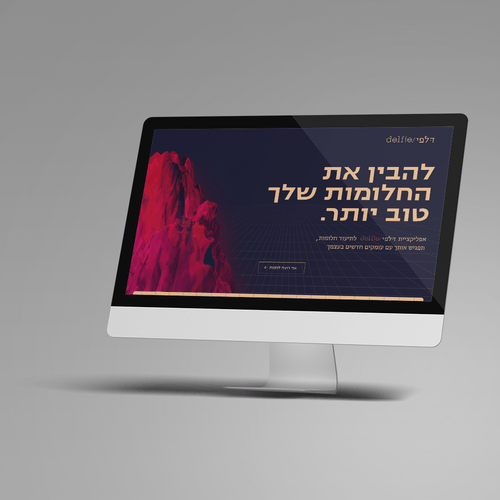 delfie/דלפי
להבין את
החלומות שלך
טוב יותר.
אפליקציית דלפי delfie לתיעוד חלומות,
תפגיש אותך עם עומקים חדשים בעצמך